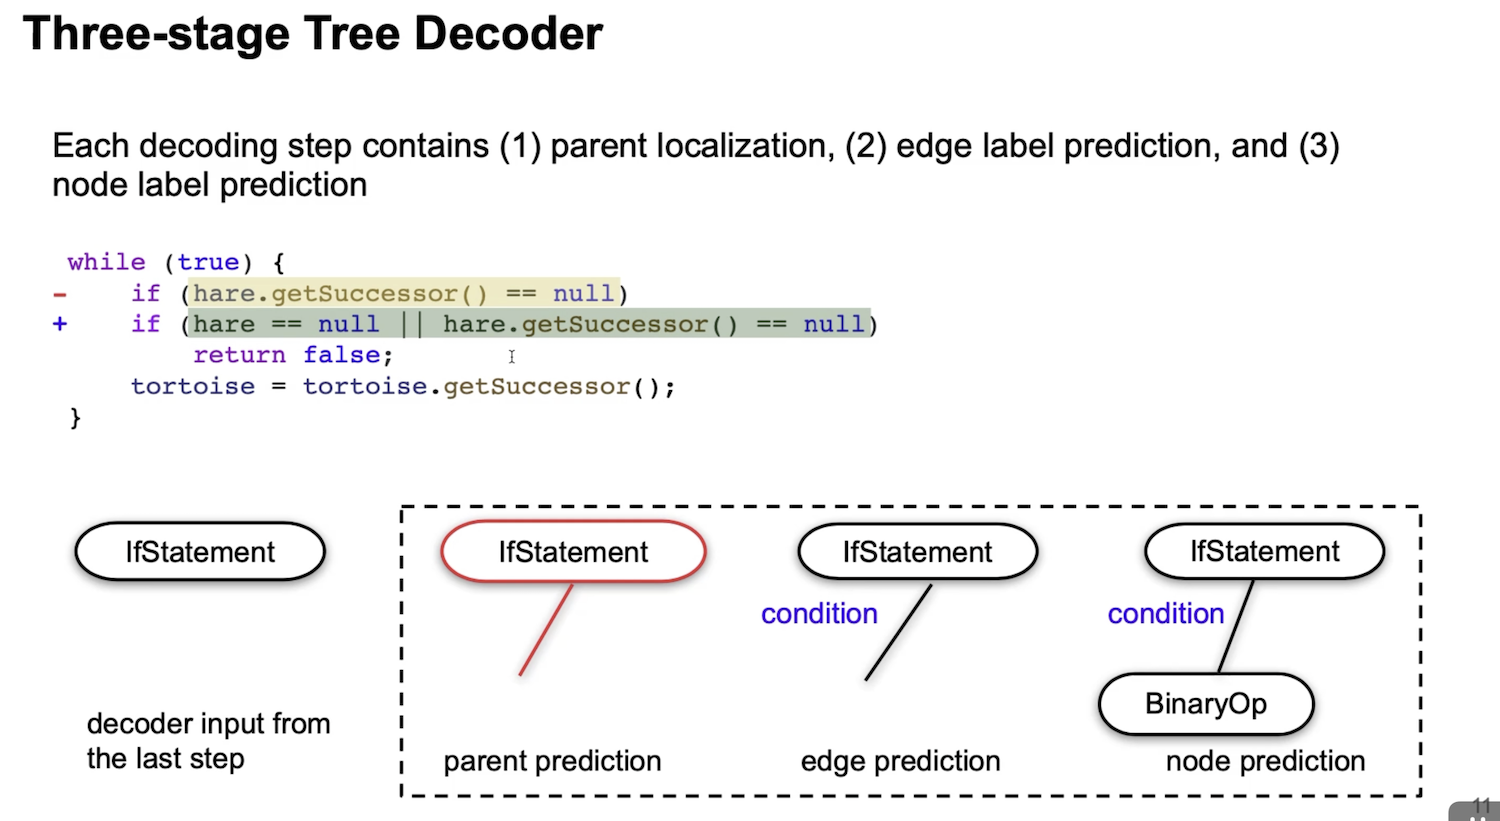 Three-stage Tree Decoder
Each decoding step contains (1) parent localization, (2) edge label prediction, and (3)
node label prediction
while (true) {
- if (hare.getSuccessor() == null)
+ if (hare == null || hare.getSuccessor() == null)
return false;
tortoise = tortoise.getSuccessor();
}
IfStatement
IfStatement
IfStatement
IfStatement
condition
condition
BinaryOp
decoder input from
the last step
parent prediction
edge prediction
node prediction
11